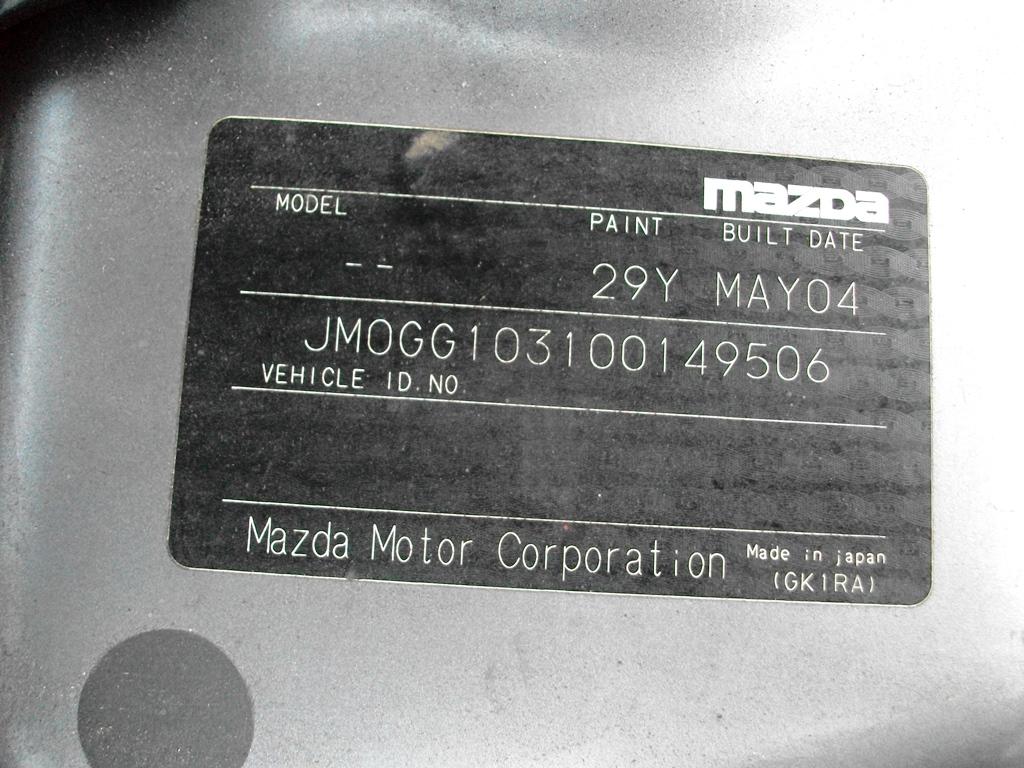 mazda
MODEL PAINT BUILT DATE
-- 29Y MAY04
JM0GG103100149506
VEHICLE ID. NO.
Mazda Motor Corporation Made in japan
(GK1RA)